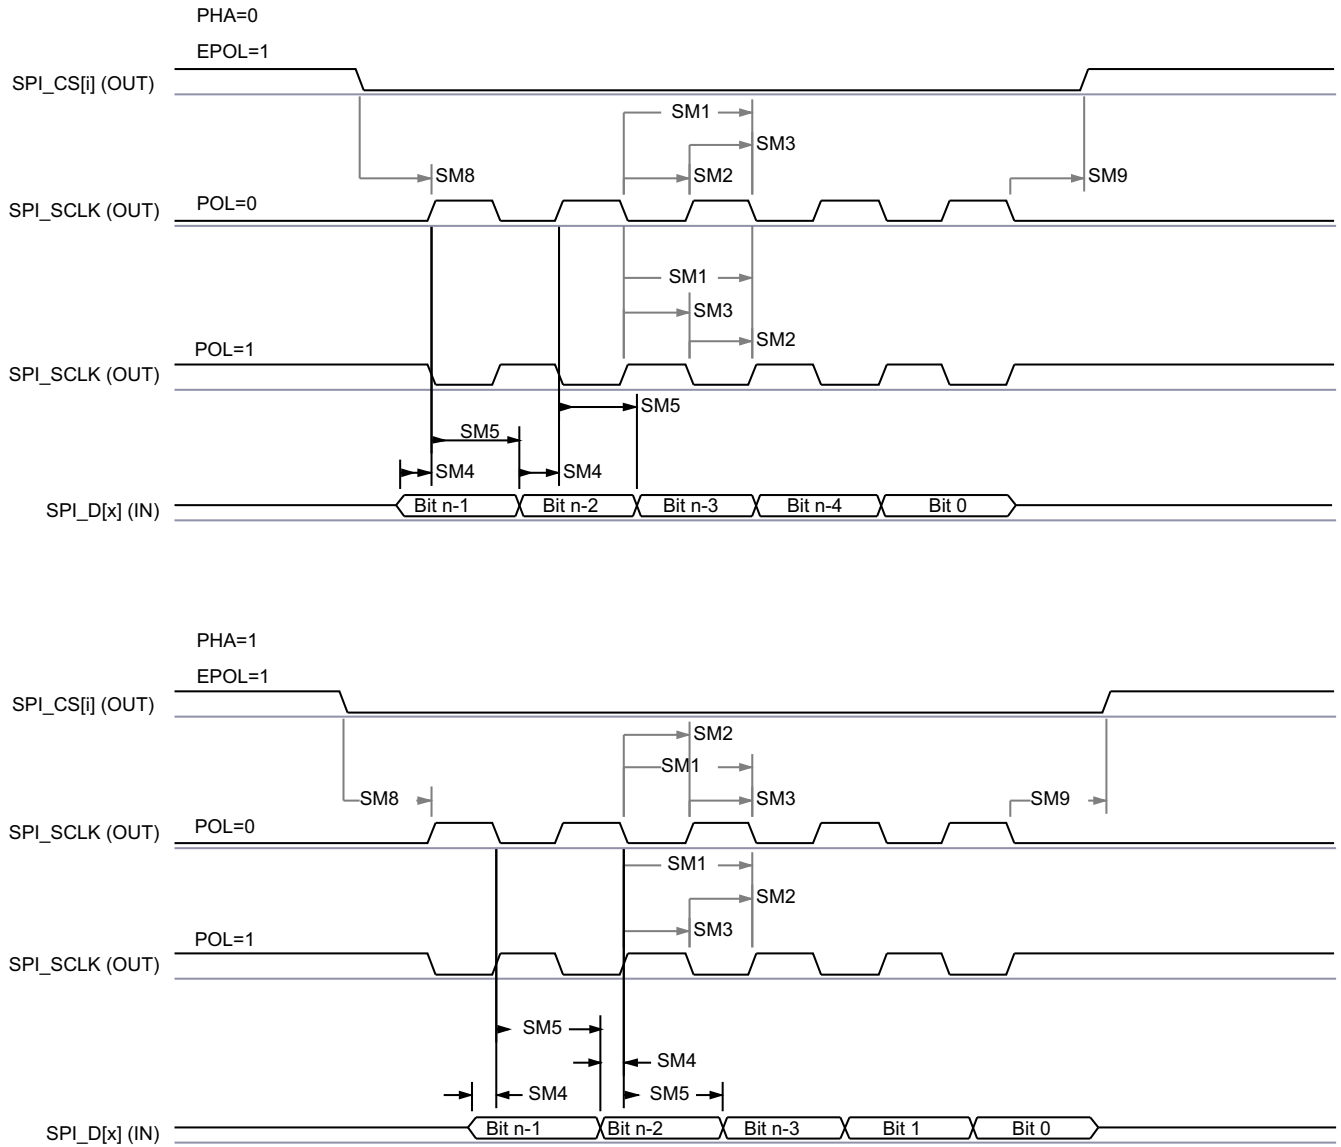 PHA=0
EPOL=1
SPI_CS[i] (OUT)
SM1
SM3
SM8
SM2
SM9
POL=0
SPI_SCLK (OUT)
SM1
SM3
SM2
POL=1
SPI_SCLK (OUT)
SM5
SM5
SM4
SM4
SPI_D[x] (IN)
Bit n-1
Bit n-2
Bit n-3
Bit n-4
Bit 0
PHA=1
EPOL=1
SPI_CS[i] (OUT)
SM2
SM1
SM8
SM3
SM9
POL=0
SPI_SCLK (OUT)
SM1
SM2
SM3
POL=1
SPI_SCLK (OUT)
SM5
SM4
SM4
SM5
SPI_D[x] (IN)
Bit n-1
Bit n-2
Bit n-3
Bit 1
Bit 0